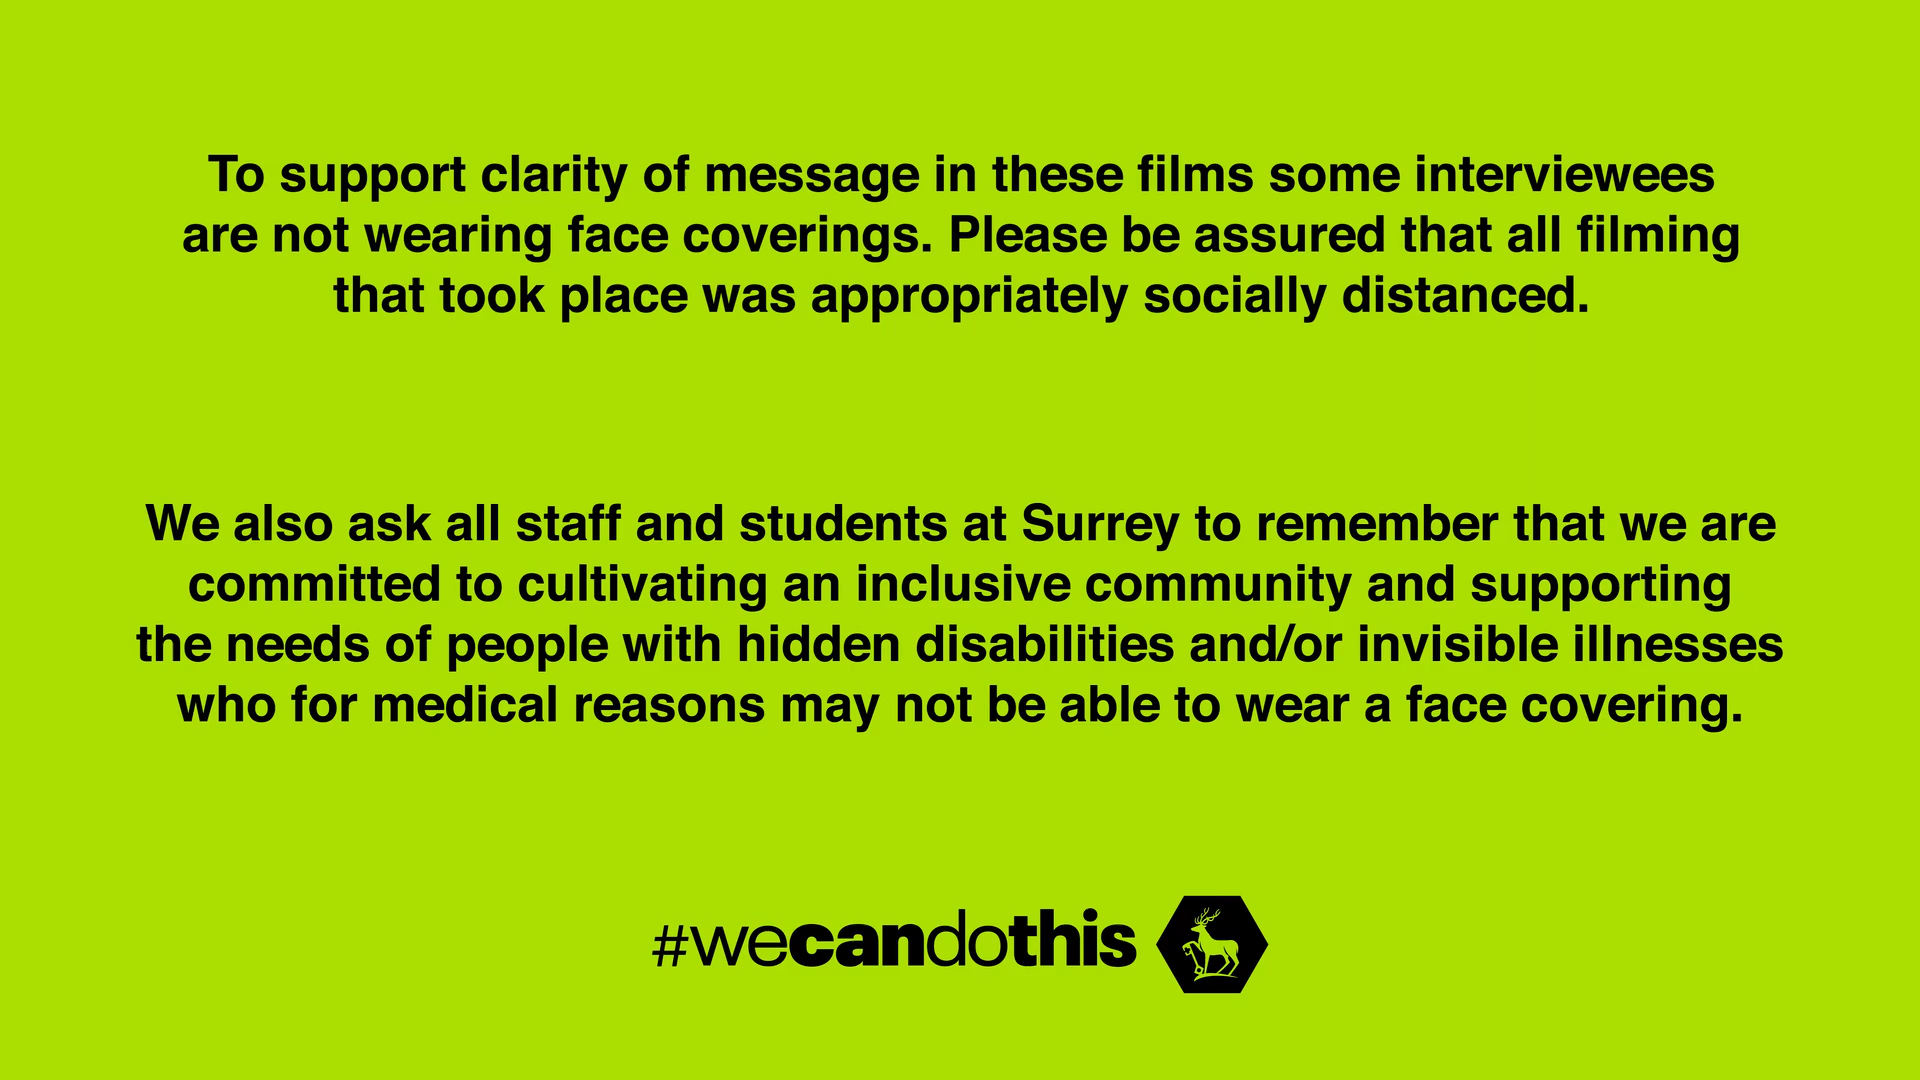 To support clarity of message in these films some interviewees
are not wearing face coverings. Please be assured that all filming
that took place was appropriately socially distanced.
We also ask all staff and students at Surrey to remember that we are
committed to cultivating an inclusive community and supporting
the needs of people with hidden disabilities and/or invisible illnesses
who for medical reasons may not be able to wear a face covering.
#wecandothis